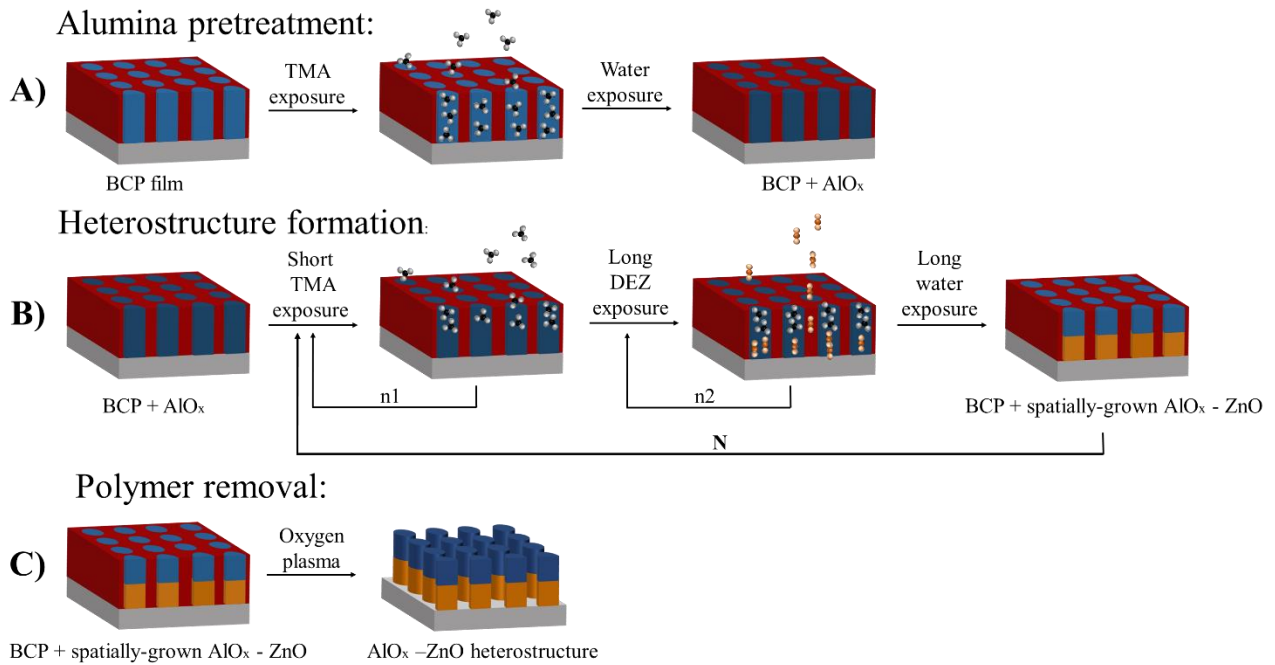 Alumina pretreatment:
A)
TMA
exposure
Water
exposure
BCP film
BCP + AlOx
Heterostructure formation:
B)
Short
TMA
exposure
Long
DEZ
exposure
Long
water
exposure
n1
n2
BCP + AlOx
BCP + spatially-grown AlOx - ZnO
N
Polymer removal:
C)
Oxygen
plasma
BCP + spatially-grown AlOx - ZnO
AlOx –ZnO heterostructure